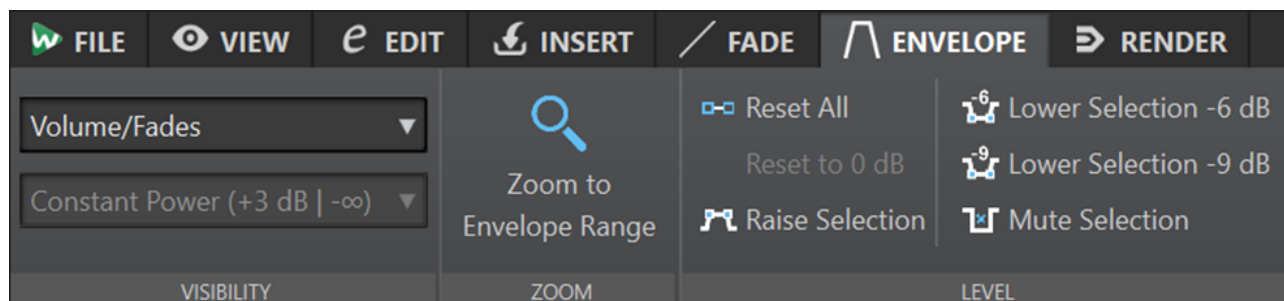 FILE
VIEW
e EDIT
INSERT
FADE
ENVELOPE
RENDER
Volume/Fades
Constant Power (+3 dB | -∞)
VISIBILITY
Zoom to
Envelope Range
ZOOM
Reset All
Reset to 0 dB
Raise Selection
-6 Lower Selection -6 dB
-9 Lower Selection -9 dB
Mute Selection
LEVEL